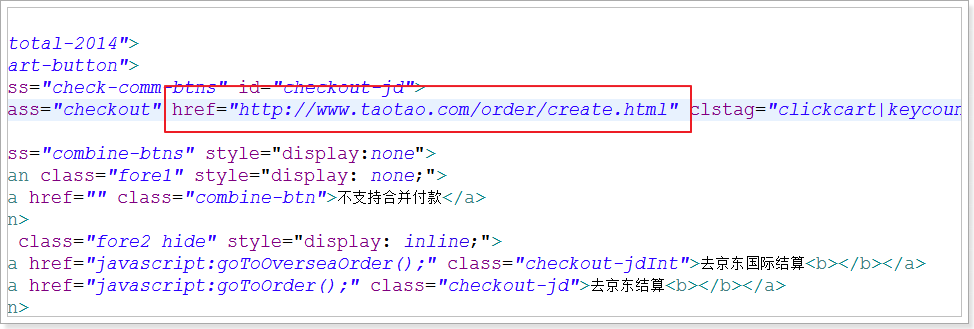 total-2014">
art-button">
ss="check-comm-btns" id="checkout-jd">
ass="checkout" href="http://www.taotao.com/order/create.html" clstag="clickcart|keycoun
ss="combine-btns" style="display:none">
an class="fore1" style="display: none;">
a href="" class="combine-btn">不支持合并付款</a>
n>
class="fore2 hide" style="display: inline;">
a href="javascript:goToOverseaOrder();" class="checkout-jdInt">去京东国际结算<b></b></a>
a href="javascript:goToOrder();" class="checkout-jd">去京东结算<b></b></a>
n>